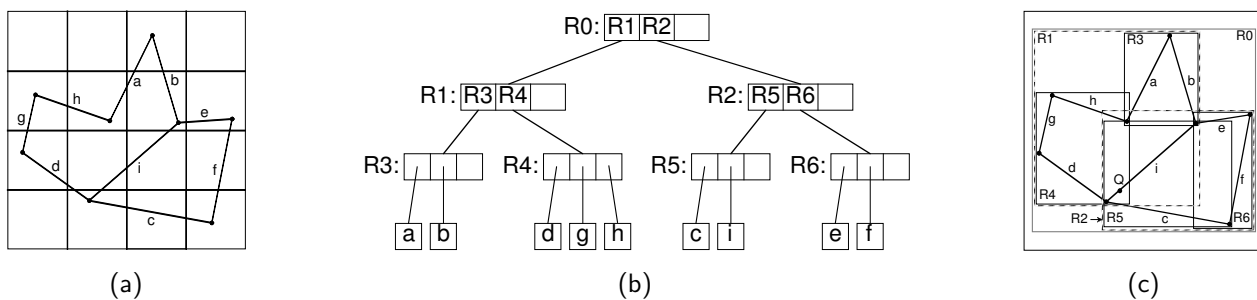 a
b
h
e
g
d
i
f
c
(a)
R0: R1 R2
R1: R3 R4
R2: R5 R6
R3:
R4:
R5:
R6:
a b d g h c i e f
(b)
R1
R3
R0
a
b
h
g
e
d
Q
i
f
R4
R2
R5
c
R6
(c)